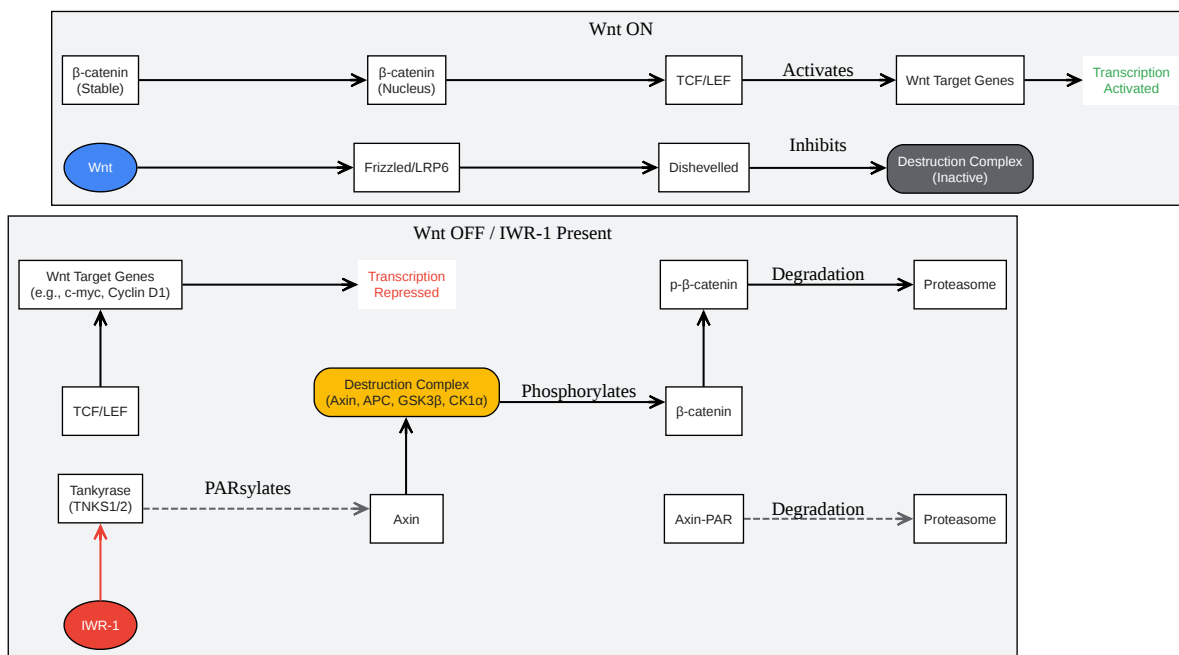 Wnt ON
β-catenin
(Stable)
β-catenin
(Nucleus)
TCF/LEF
Activates
Wnt Target Genes
Transcription
Activated
Wnt
Frizzled/LRP6
Dishevelled
Inhibits
Destruction Complex
(Inactive)
Wnt OFF / IWR-1 Present
Wnt Target Genes
(e.g., c-myc, Cyclin D1)
Transcription
Repressed
p-β-catenin
Degradation
Proteasome
TCF/LEF
Destruction Complex
(Axin, APC, GSK3β, CK1α)
Phosphorylates
β-catenin
Tankyrase
(TNKS1/2)
PARsylates
Axin
Axin-PAR
Degradation
Proteasome
IWR-1